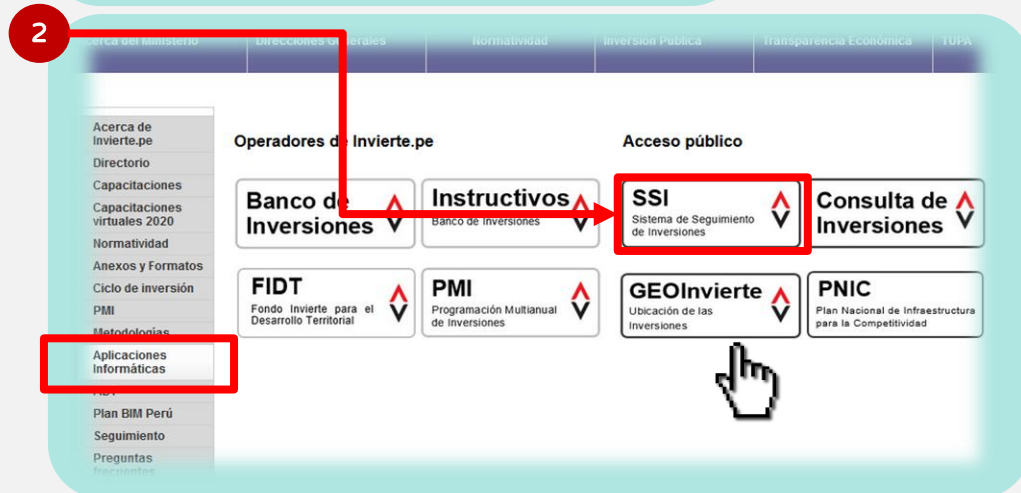 2
Acerca del Ministerio
Direcciones Generales
Normatividad
Inversión Pública
Transparencia Económica
TUPA
Acerca de
Invierte.pe
Directorio
Capacitaciones
Capacitaciones
virtuales 2020
Normatividad
Anexos y Formatos
Ciclo de inversión
PMI
Metodologías
Aplicaciones
Informáticas
Plan BIM Perú
Seguimiento
Preguntas
frecuentes
Operadores de Invierte.pe
Banco de
Inversiones
Instructivos
Banco de Inversiones
FIDT
Fondo Invierte para el
Desarrollo Territorial
PMI
Programación Multianual
de Inversiones
Acceso público
SSI
Sistema de Seguimiento
de Inversiones
Consulta de
Inversiones
GEOInvierte
Ubicación de las
Inversiones
PNIC
Plan Nacional de Infraestructura
para la Competitividad